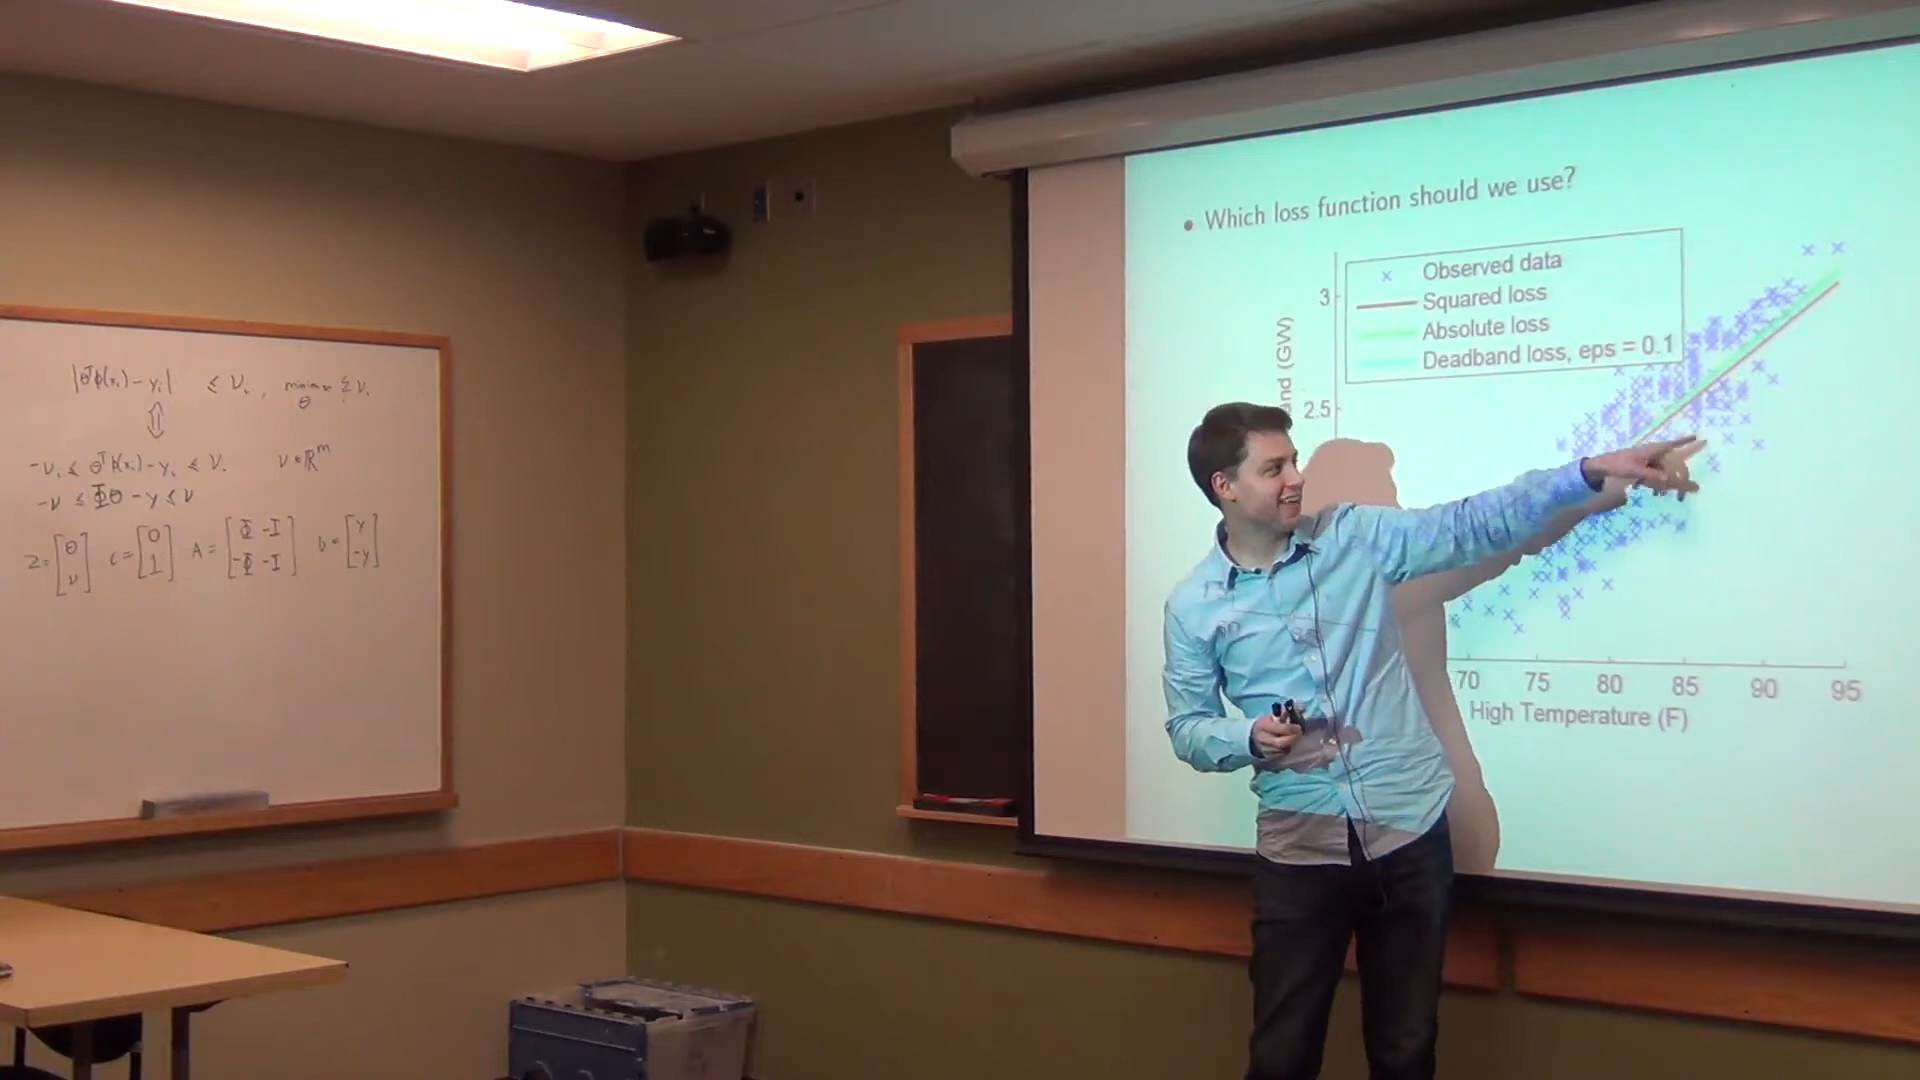 |θᵀϕ(xᵢ) − yᵢ| ≤ νᵢ , minimize Σ νᵢ
θ i
⇕
−νᵢ ≤ θᵀϕ(xᵢ) − yᵢ ≤ νᵢ ν ∈ ℝᵐ
−ν ≤ Φθ − y ≤ ν
z = [θ ν] c = [0 1] A = [Φ −I −Φ −I] b = [y −y]
• Which loss function should we use?
Observed data
Squared loss
Absolute loss
Deadband loss, eps = 0.1
3
2.5
(GW)
70 75 80 85 90 95
High Temperature (F)